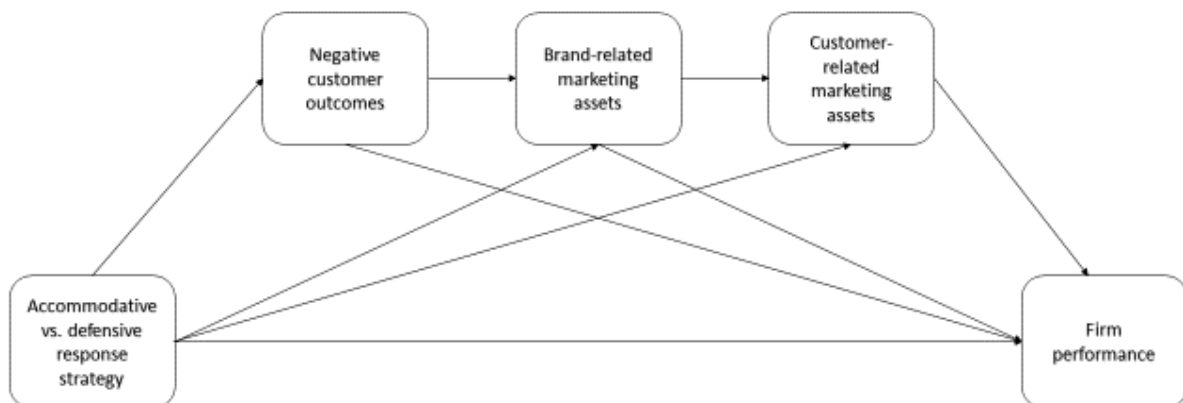 Negative
customer
outcomes
Brand-related
marketing
assets
Customer-
related
marketing
assets
Accommodative
vs. defensive
response
strategy
Firm
performance